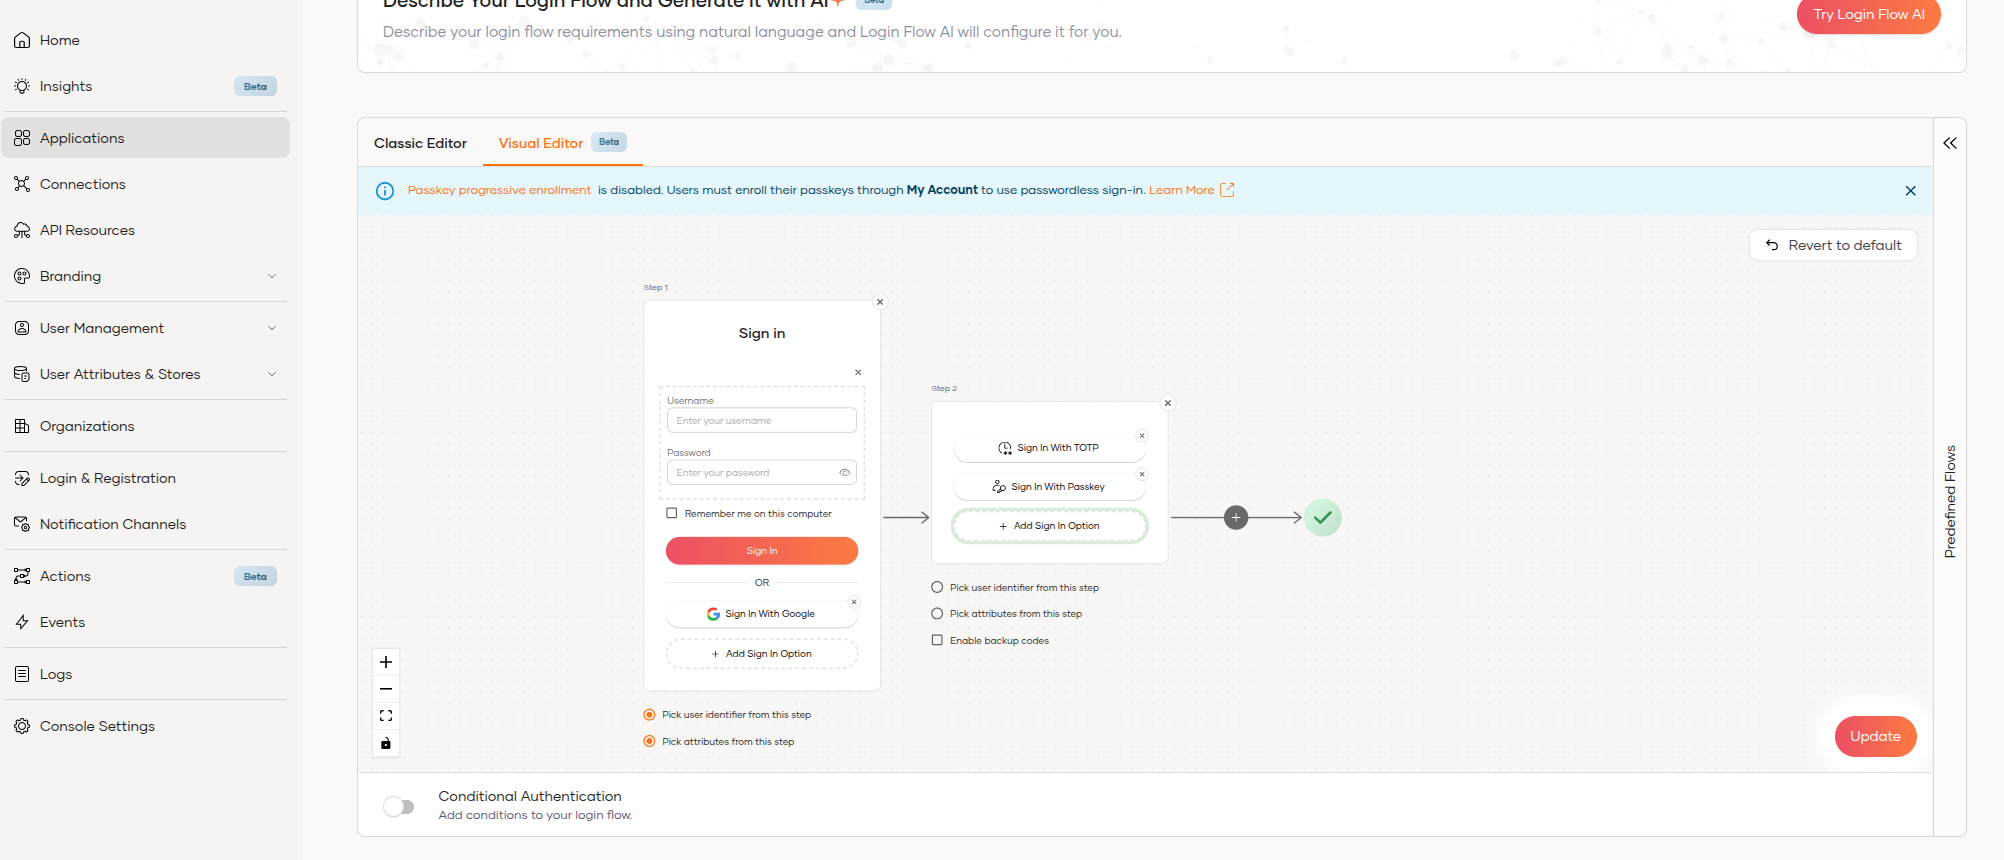 Describe Your Login Flow and Generate it with AI Beta
Describe your login flow requirements using natural language and Login Flow AI will configure it for you.
Try Login Flow AI
Home
Insights Beta
Applications
Connections
API Resources
Branding
User Management
User Attributes & Stores
Organizations
Login & Registration
Notification Channels
Actions Beta
Events
Logs
Console Settings
Classic Editor
Visual Editor Beta
Passkey progressive enrollment is disabled. Users must enroll their passkeys through My Account to use passwordless sign-in. Learn More
Revert to default
Step 1
Sign in
Username
Enter your username
Password
Enter your password
Remember me on this computer
Sign In
OR
Sign In With Google
+ Add Sign In Option
Pick user identifier from this step
Pick attributes from this step
Step 2
Sign In With TOTP
Sign In With Passkey
+ Add Sign In Option
Pick user identifier from this step
Pick attributes from this step
Enable backup codes
Update
Conditional Authentication
Add conditions to your login flow.
Predefined Flows